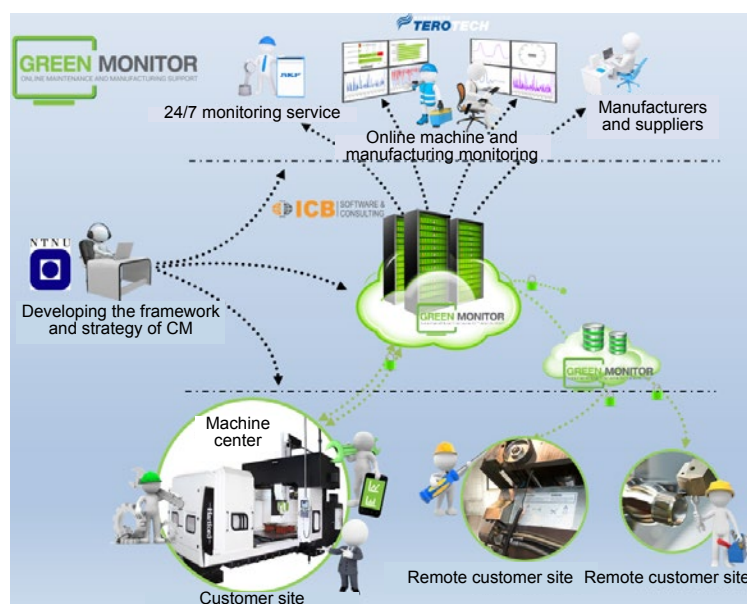 TEROTECH
GREEN MONITOR
ONLINE MAINTENANCE AND MANUFACTURING SUPPORT
SKF
24/7 monitoring service
Online machine and
manufacturing monitoring
Manufacturers
and suppliers
ICB SOFTWARE &
CONSULTING
NTNU
Developing the framework
and strategy of CM
GREEN MONITOR
GREEN MONITOR
Machine
center
Customer site
Remote customer site
Remote customer site